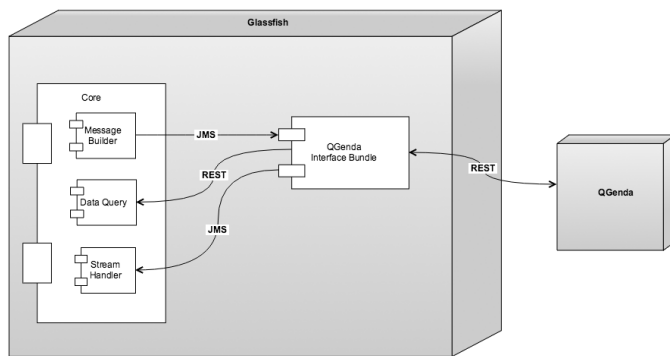 Glassfish
Core
Message
Builder
JMS
QGenda
Interface Bundle
REST
REST
QGenda
Data Query
JMS
Stream
Handler